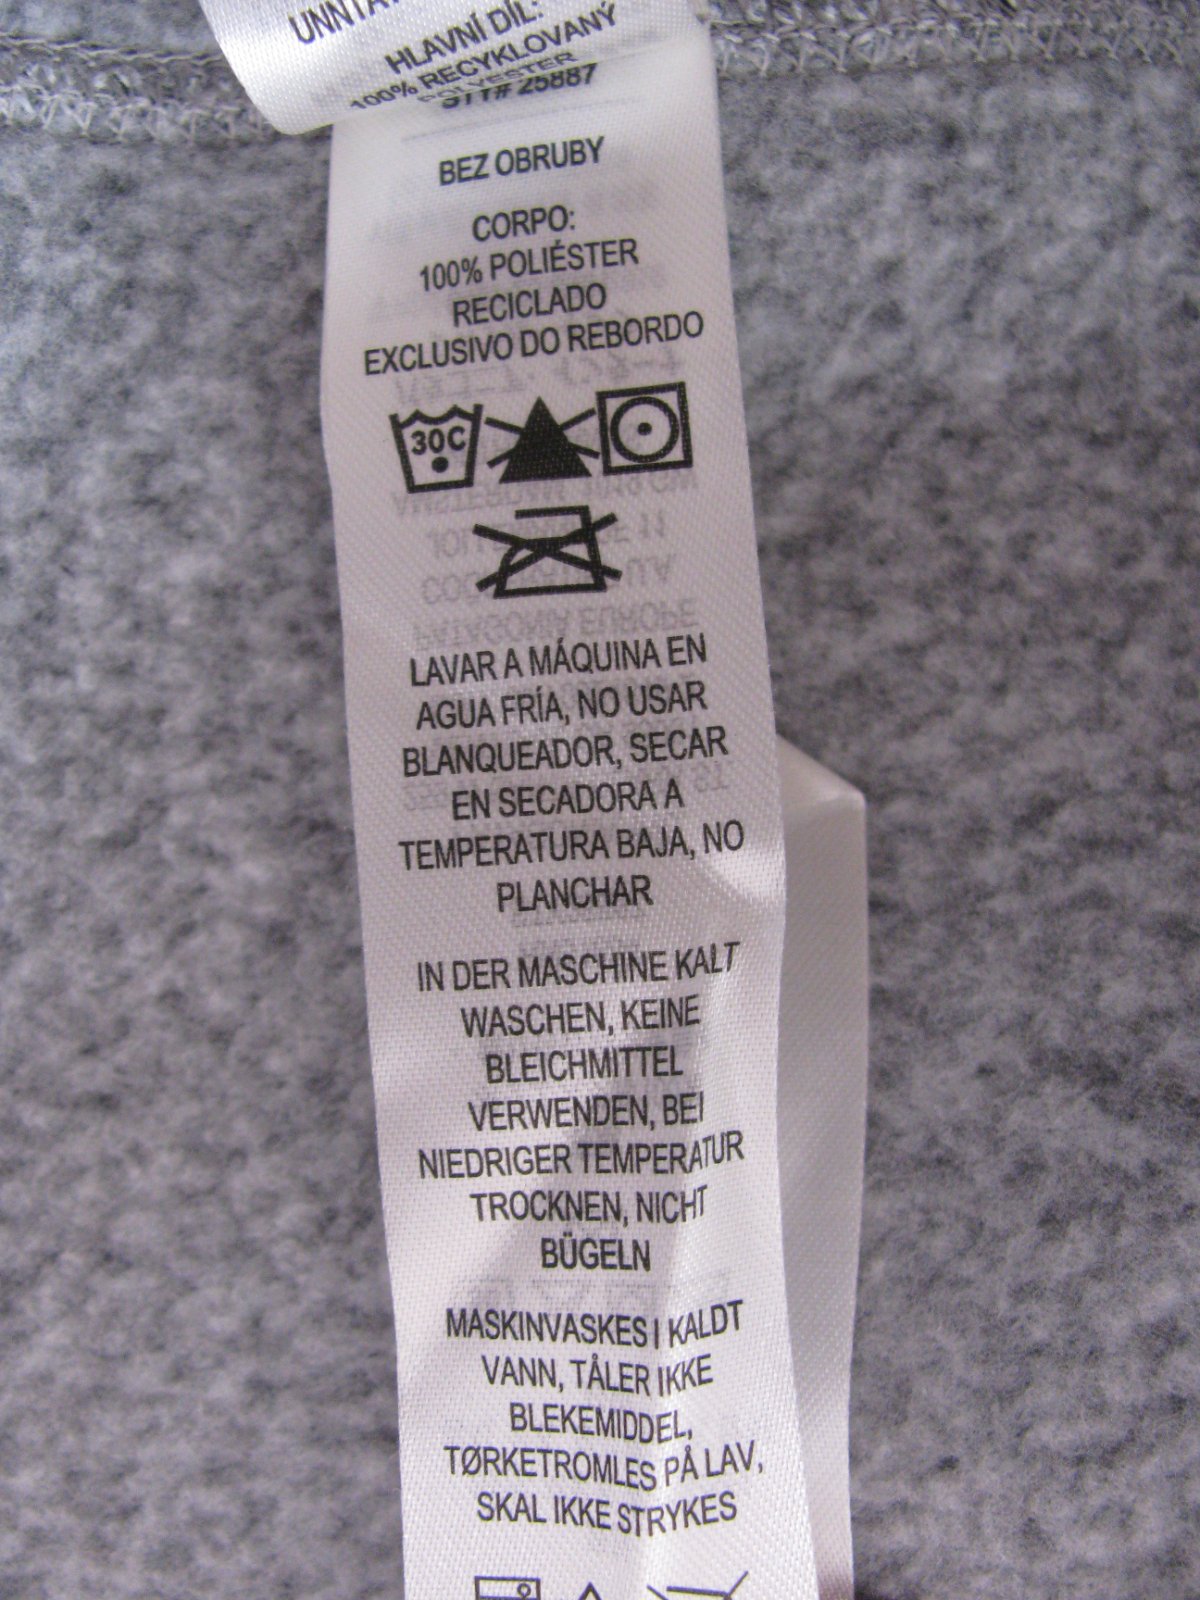 HLAVNÍ DÍL:
100% RECYKLOVANÝ
POLYESTER
STY# 25887
BEZ OBRUBY
CORPO:
100% POLIÉSTER
RECICLADO
EXCLUSIVO DO REBORDO
30C
LAVAR A MÁQUINA EN
AGUA FRÍA, NO USAR
BLANQUEADOR, SECAR
EN SECADORA A
TEMPERATURA BAJA, NO
PLANCHAR
IN DER MASCHINE KALT
WASCHEN, KEINE
BLEICHMITTEL
VERWENDEN, BEI
NIEDRIGER TEMPERATUR
TROCKNEN, NICHT
BÜGELN
MASKINVASKES I KALDT
VANN, TÅLER IKKE
BLEKEMIDDEL,
TØRKETROMLES PÅ LAV,
SKAL IKKE STRYKES